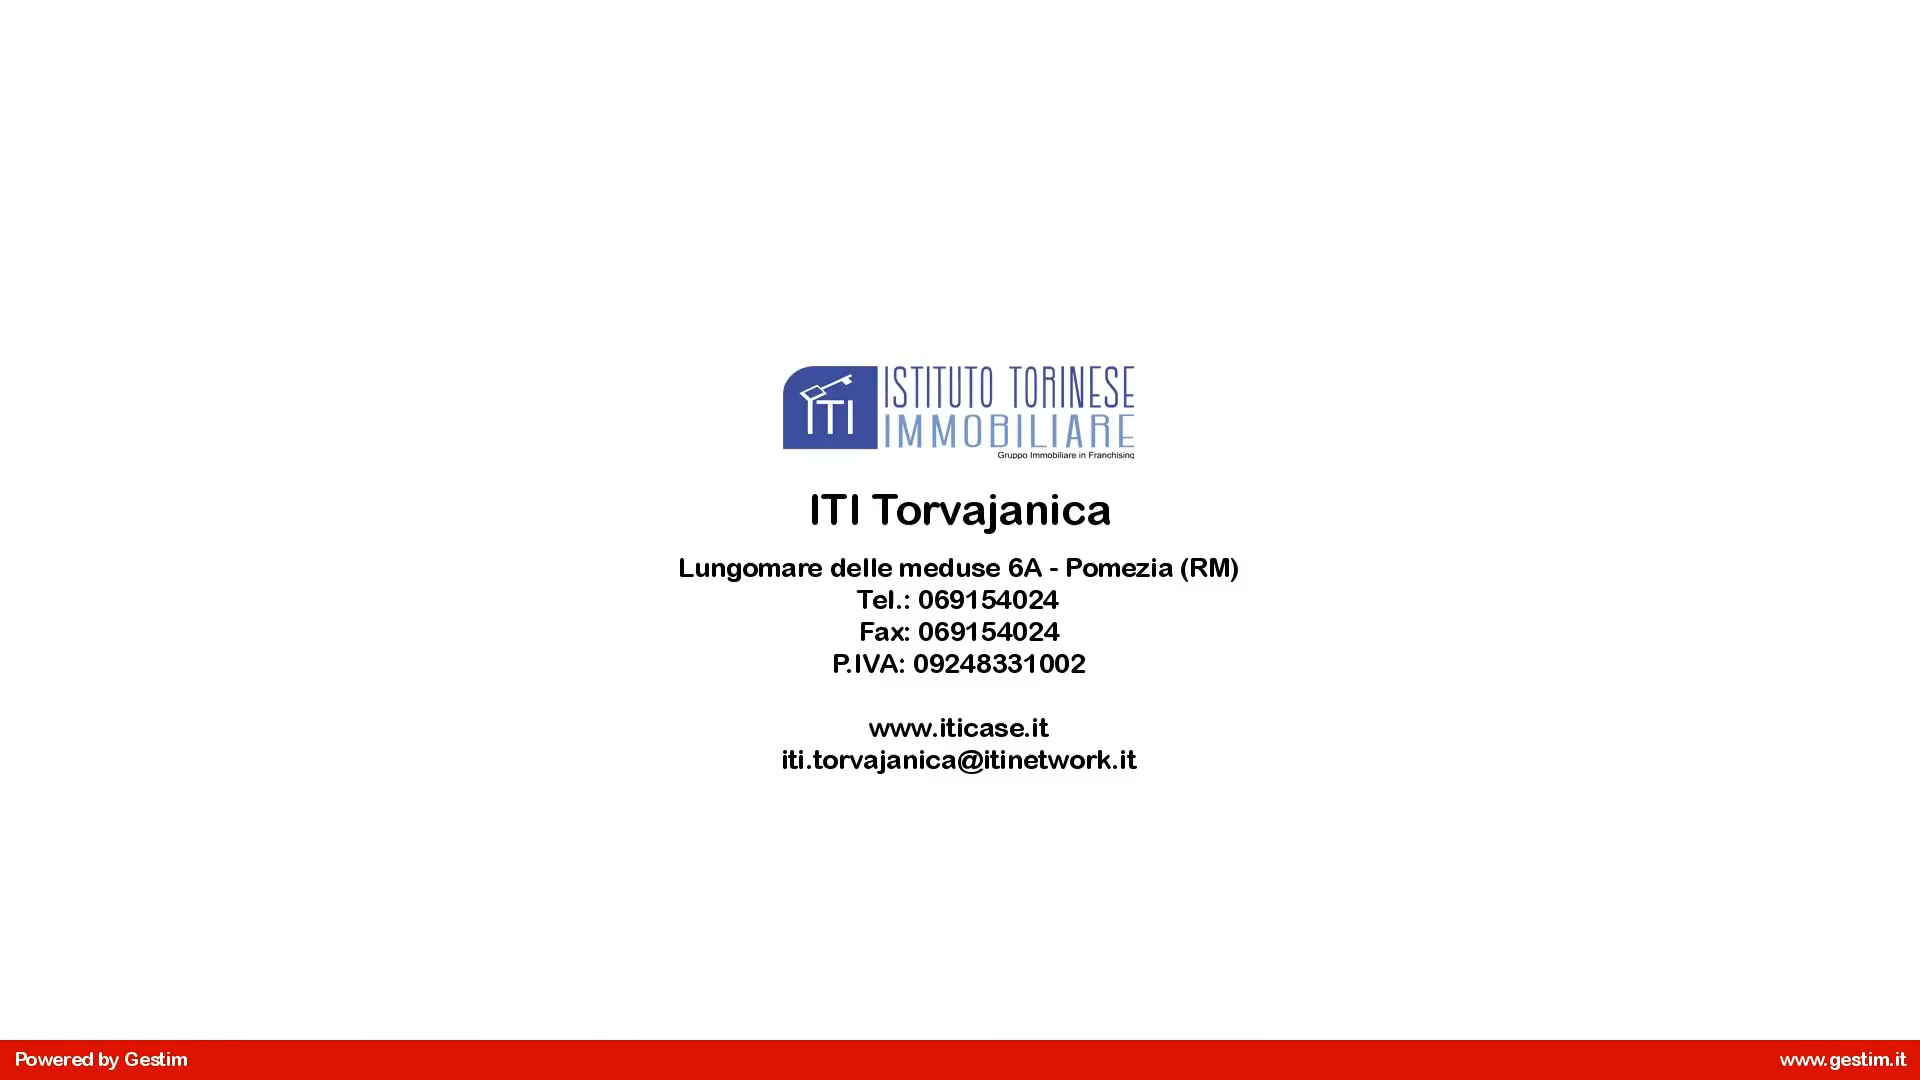 ITI
ISTITUTO TORINESE
IMMOBILIARE
Gruppo Immobiliare in Franchising
ITI Torvajanica
Lungomare delle meduse 6A - Pomezia (RM)
Tel.: 069154024
Fax: 069154024
P.IVA: 09248331002
www.iticase.it
iti.torvajanica@itinetwork.it
Powered by Gestim
www.gestim.it